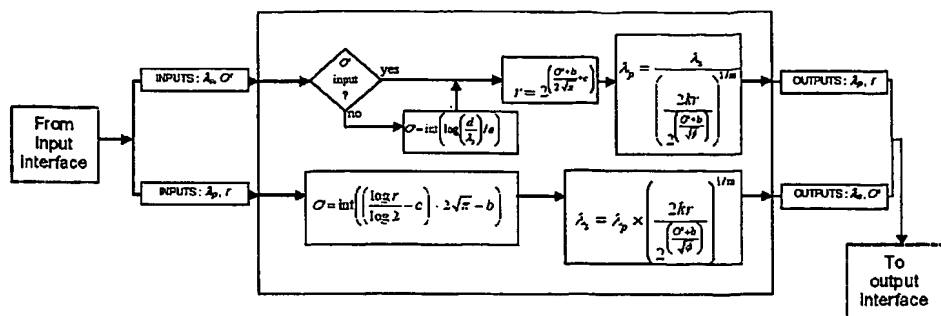 From
Input
Interface
INPUTS: λs, O'
INPUTS: λp, r
O'
input
?
yes
no
O' = int(log(d/λs)/a)
r = 2^((O'+b)/(2√π)+c)
λp = λs / (2kr / 2^((O'+b)/√φ))^(1/m)
O' = int(((log r / log 2) - c) · 2√π - b)
λs = λp × (2kr / 2^((O'+b)/√φ))^(1/m)
OUTPUTS: λp, r
OUTPUTS: λs, O'
To
output
Interface